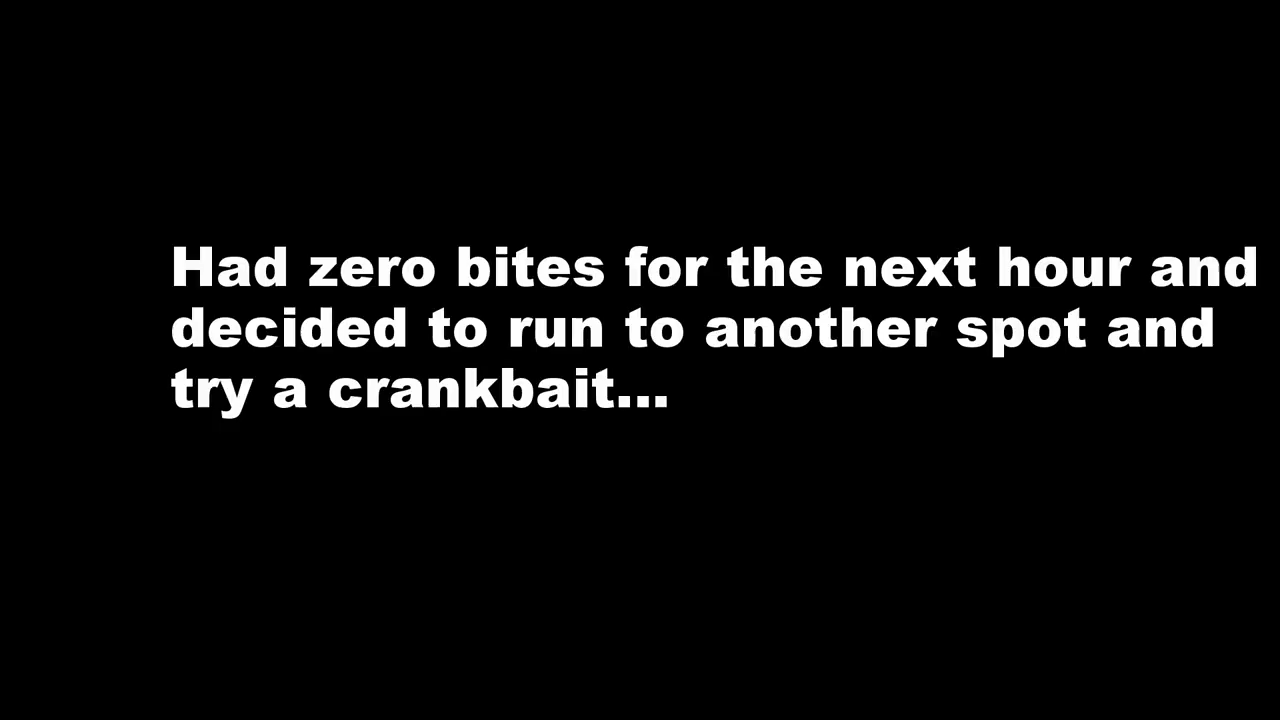 Had zero bites for the next hour and
decided to run to another spot and
try a crankbait...